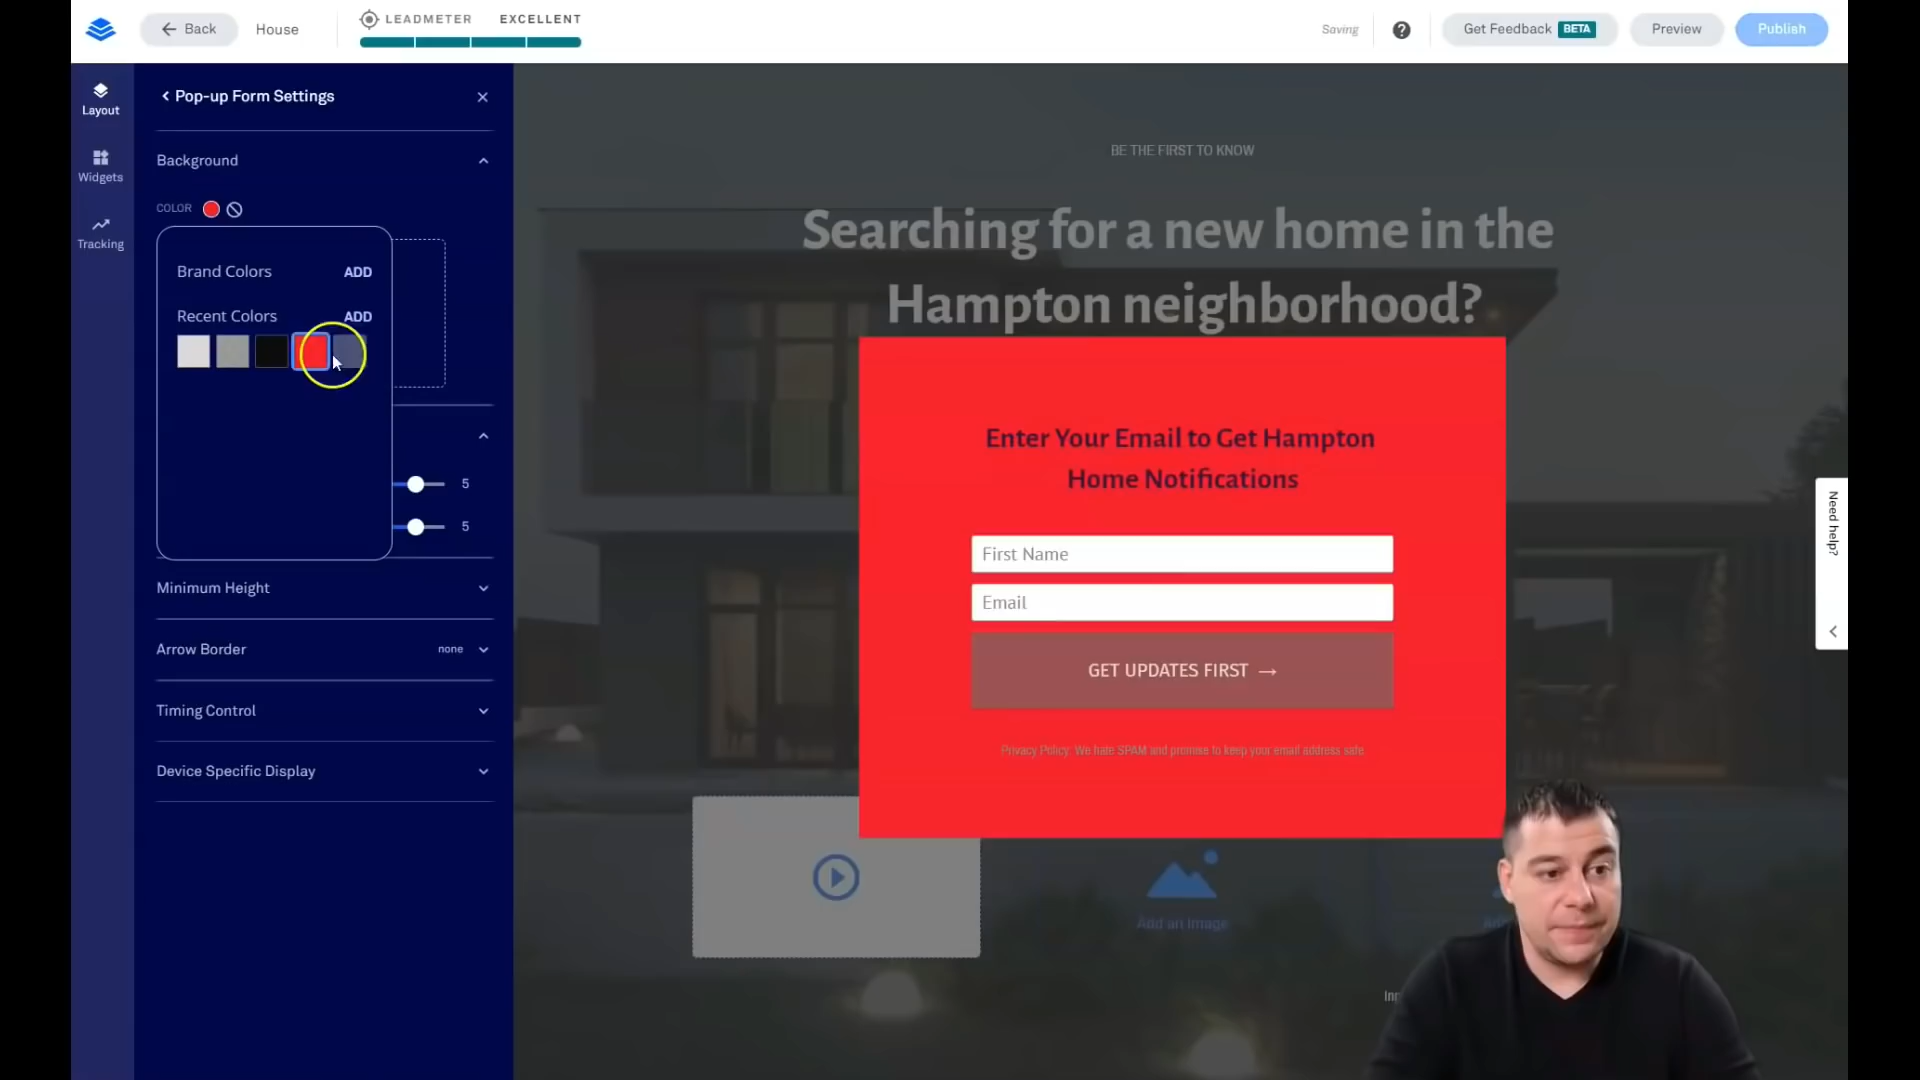 Back
House
LEADMETER EXCELLENT
Saving
?
Get Feedback BETA
Preview
Publish
Layout
Widgets
Tracking
Pop-up Form Settings
Background
COLOR
Brand Colors ADD
Recent Colors ADD
5
5
Minimum Height
Arrow Border none
Timing Control
Device Specific Display
BE THE FIRST TO KNOW
Searching for a new home in the
Hampton neighborhood?
Enter Your Email to Get Hampton
Home Notifications
First Name
Email
GET UPDATES FIRST →
Privacy Policy: We hate SPAM and promise to keep your email address safe
Add an Image
Need help?